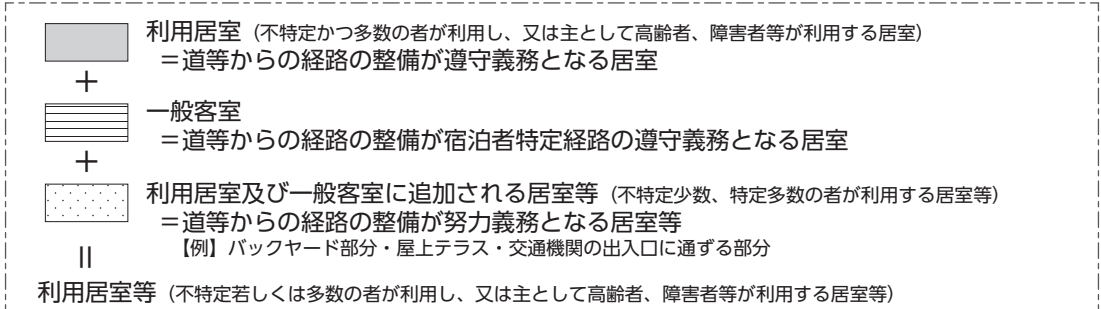 利用居室（不特定かつ多数の者が利用し、又は主として高齢者、障害者等が利用する居室）
＝道等からの経路の整備が遵守義務となる居室
＋
一般客室
＝道等からの経路の整備が宿泊者特定経路の遵守義務となる居室
＋
利用居室及び一般客室に追加される居室等（不特定少数、特定多数の者が利用する居室等）
＝道等からの経路の整備が努力義務となる居室等
【例】バックヤード部分・屋上テラス・交通機関の出入口に通ずる部分
＝
利用居室等（不特定若しくは多数の者が利用し、又は主として高齢者、障害者等が利用する居室等）